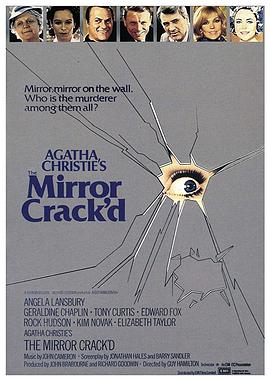 Mirror, mirror on the wall.
Who is the murderer
among them all?
AGATHA
CHRISTIE'S
The Mirror
Crack'd
ANGELA LANSBURY
GERALDINE CHAPLIN • TONY CURTIS • EDWARD FOX
ROCK HUDSON • KIM NOVAK • ELIZABETH TAYLOR
AGATHA CHRISTIE'S
THE MIRROR CRACK'D
Music by JOHN CAMERON • Screenplay by JONATHAN HALES and BARRY SANDLER
Produced by JOHN BRABOURNE and RICHARD GOODWIN • Directed by GUY HAMILTON
EMI